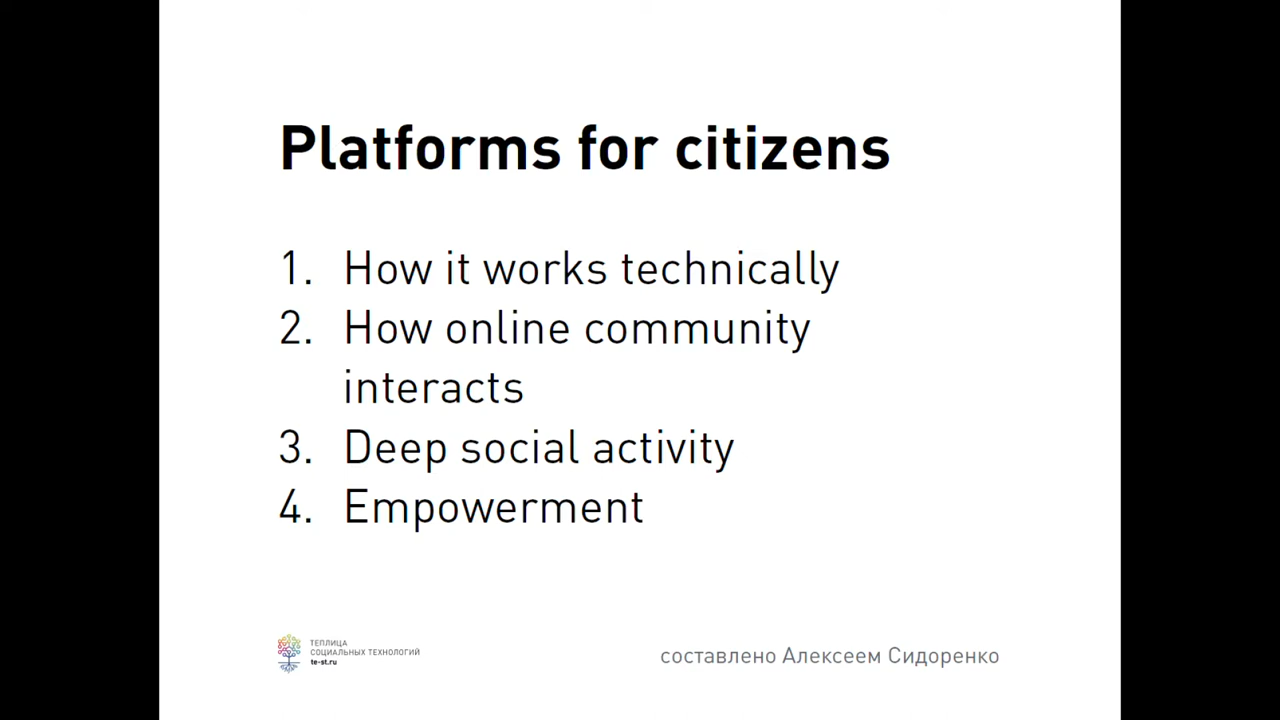 Platforms for citizens
1. How it works technically
2. How online community
interacts
3. Deep social activity
4. Empowerment
ТЕПЛИЦА
СОЦИАЛЬНЫХ ТЕХНОЛОГИЙ
te-st.ru
составлено Алексеем Сидоренко